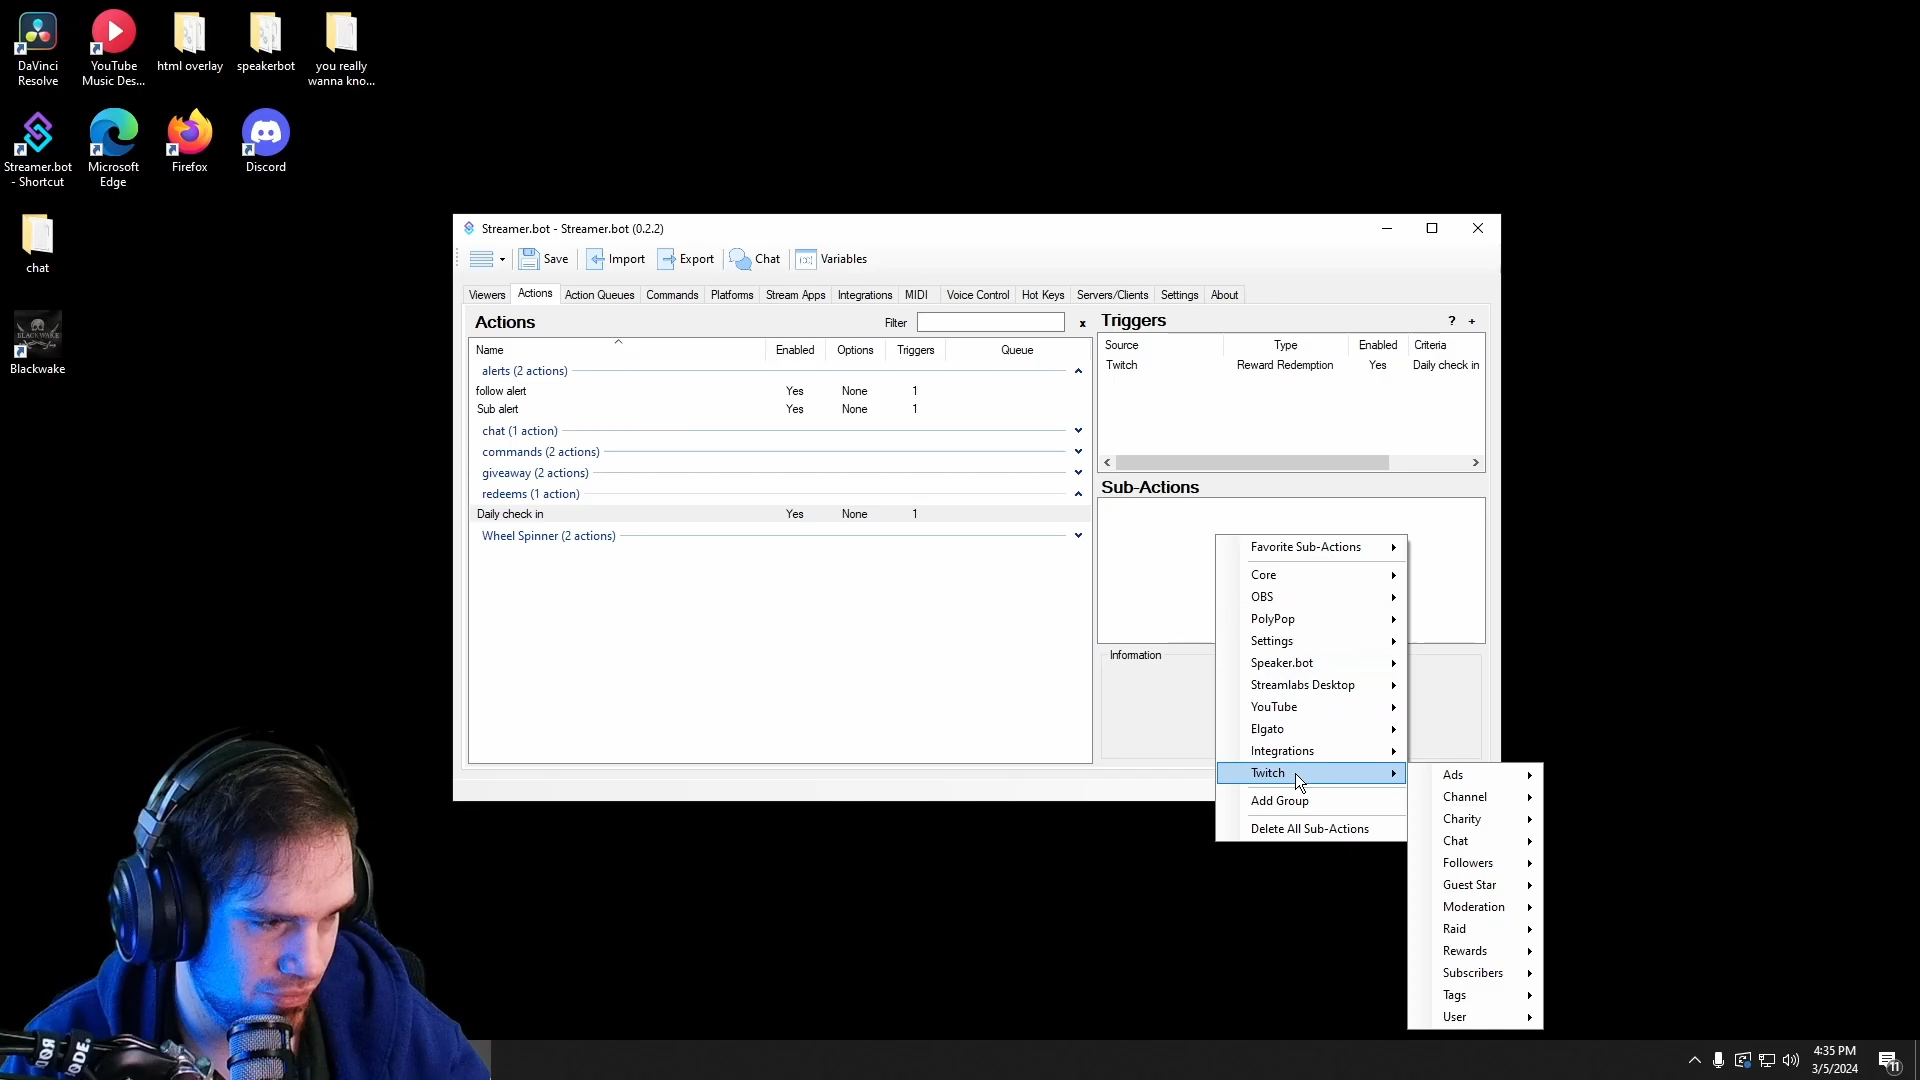 DaVinci
Resolve
YouTube
Music Des...
html overlay
speakerbot
you really
wanna kno...
Streamer.bot
- Shortcut
Microsoft
Edge
Firefox
Discord
chat
BLACKWAKE
Blackwake
Streamer.bot - Streamer.bot (0.2.2)
Save
Import
Export
Chat
Variables
Viewers
Actions
Action Queues
Commands
Platforms
Stream Apps
Integrations
MIDI
Voice Control
Hot Keys
Servers/Clients
Settings
About
Actions
Filter
x
Name
Enabled
Options
Triggers
Queue
alerts (2 actions)
follow alert Yes None 1
Sub alert Yes None 1
chat (1 action)
commands (2 actions)
giveaway (2 actions)
redeems (1 action)
Daily check in Yes None 1
Wheel Spinner (2 actions)
Triggers
? +
Source Type Enabled Criteria
Twitch Reward Redemption Yes Daily check in
Sub-Actions
Information
Favorite Sub-Actions
Core
OBS
PolyPop
Settings
Speaker.bot
Streamlabs Desktop
YouTube
Elgato
Integrations
Twitch
Add Group
Delete All Sub-Actions
Ads
Channel
Charity
Chat
Followers
Guest Star
Moderation
Raid
Rewards
Subscribers
Tags
User
4:35 PM
3/5/2024
11